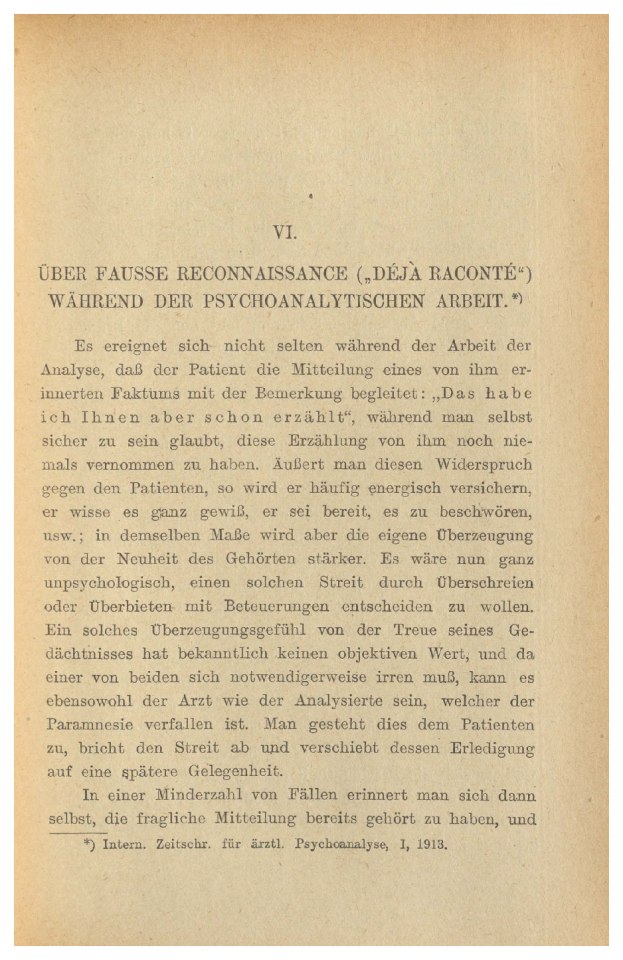 VI.
ÜBER FAUSSE RECONNAISSANCE („DÉJÀ RACONTÉ“)
WÄHREND DER PSYCHOANALYTISCHEN ARBEIT.*)
Es ereignet sich nicht selten während der Arbeit der
Analyse, daß der Patient die Mitteilung eines von ihm er-
innerten Faktums mit der Bemerkung begleitet: „Das habe
ich Ihnen aber schon erzählt“, während man selbst
sicher zu sein glaubt, diese Erzählung von ihm noch nie-
mals vernommen zu haben. Äußert man diesen Widerspruch
gegen den Patienten, so wird er häufig energisch versichern,
er wisse es ganz gewiß, er sei bereit, es zu beschwören,
usw.; in demselben Maße wird aber die eigene Überzeugung
von der Neuheit des Gehörten stärker. Es wäre nun ganz
unpsychologisch, einen solchen Streit durch Überschreien
oder Überbieten mit Beteuerungen entscheiden zu wollen.
Ein solches Überzeugungsgefühl von der Treue seines Ge-
dächtnisses hat bekanntlich keinen objektiven Wert, und da
einer von beiden sich notwendigerweise irren muß, kann es
ebensowohl der Arzt wie der Analysierte sein, welcher der
Paramnesie verfallen ist. Man gesteht dies dem Patienten
zu, bricht den Streit ab und verschiebt dessen Erledigung
auf eine spätere Gelegenheit.
In einer Minderzahl von Fällen erinnert man sich dann
selbst, die fragliche Mitteilung bereits gehört zu haben, und
*) Intern. Zeitschr. für ärztl. Psychoanalyse, I, 1913.